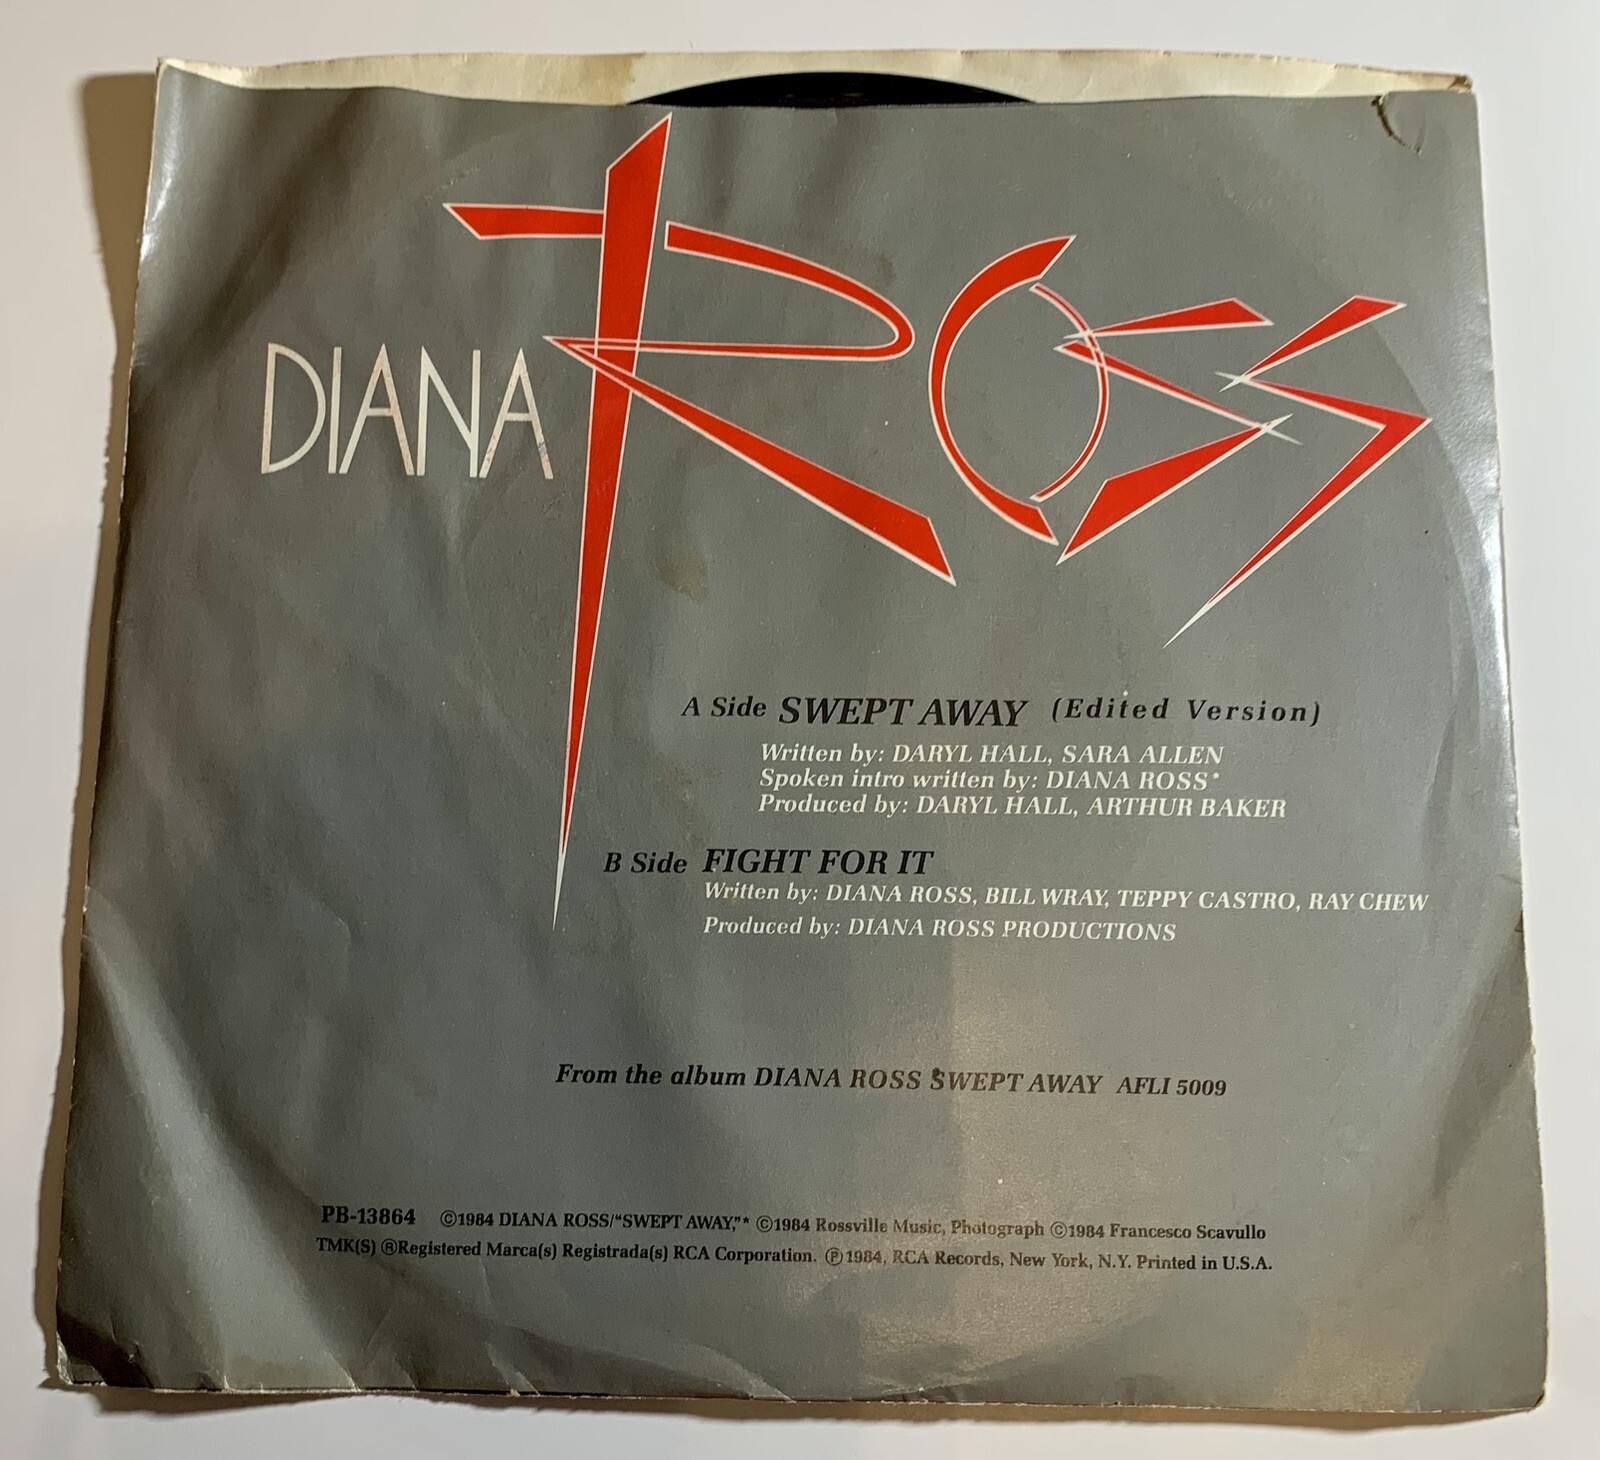 DIANA ROSS
A Side SWEPT AWAY (Edited Version)
Written by: DARYL HALL, SARA ALLEN
Spoken intro written by: DIANA ROSS*
Produced by: DARYL HALL, ARTHUR BAKER
B Side FIGHT FOR IT
Written by: DIANA ROSS, BILL WRAY, TEPPY CASTRO, RAY CHEW
Produced by: DIANA ROSS PRODUCTIONS
From the album DIANA ROSS SWEPT AWAY AFLI 5009
PB-13864 ©1984 DIANA ROSS/"SWEPT AWAY,"* ©1984 Rossville Music, Photograph ©1984 Francesco Scavullo
TMK(S) ®Registered Marca(s) Registrada(s) RCA Corporation. ℗1984, RCA Records, New York, N.Y. Printed in U.S.A.